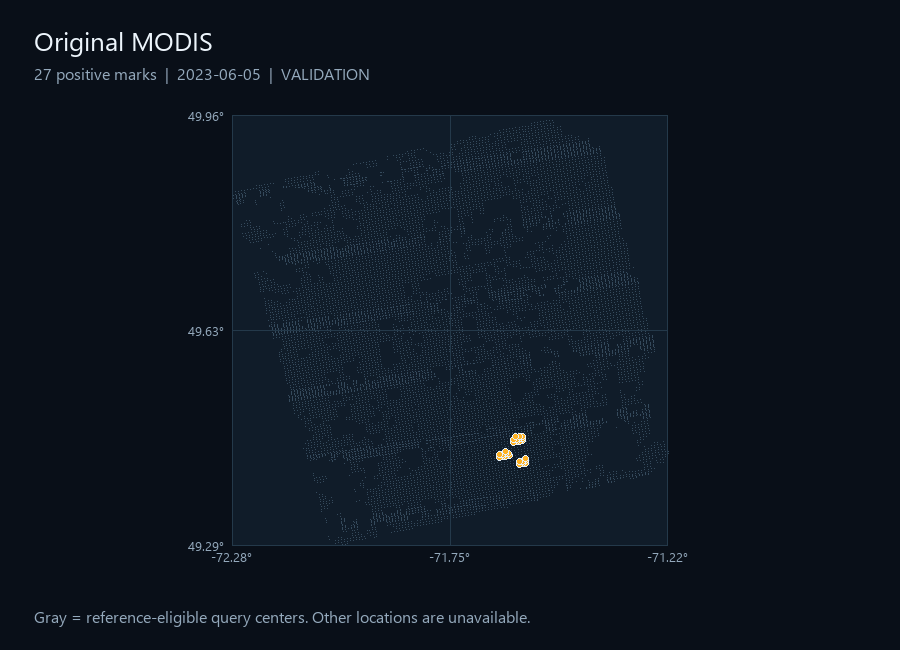 Original MODIS
27 positive marks | 2023-06-05 | VALIDATION
49.96°
49.63°
49.29°
-72.28°
-71.75°
-71.22°
Gray = reference-eligible query centers. Other locations are unavailable.